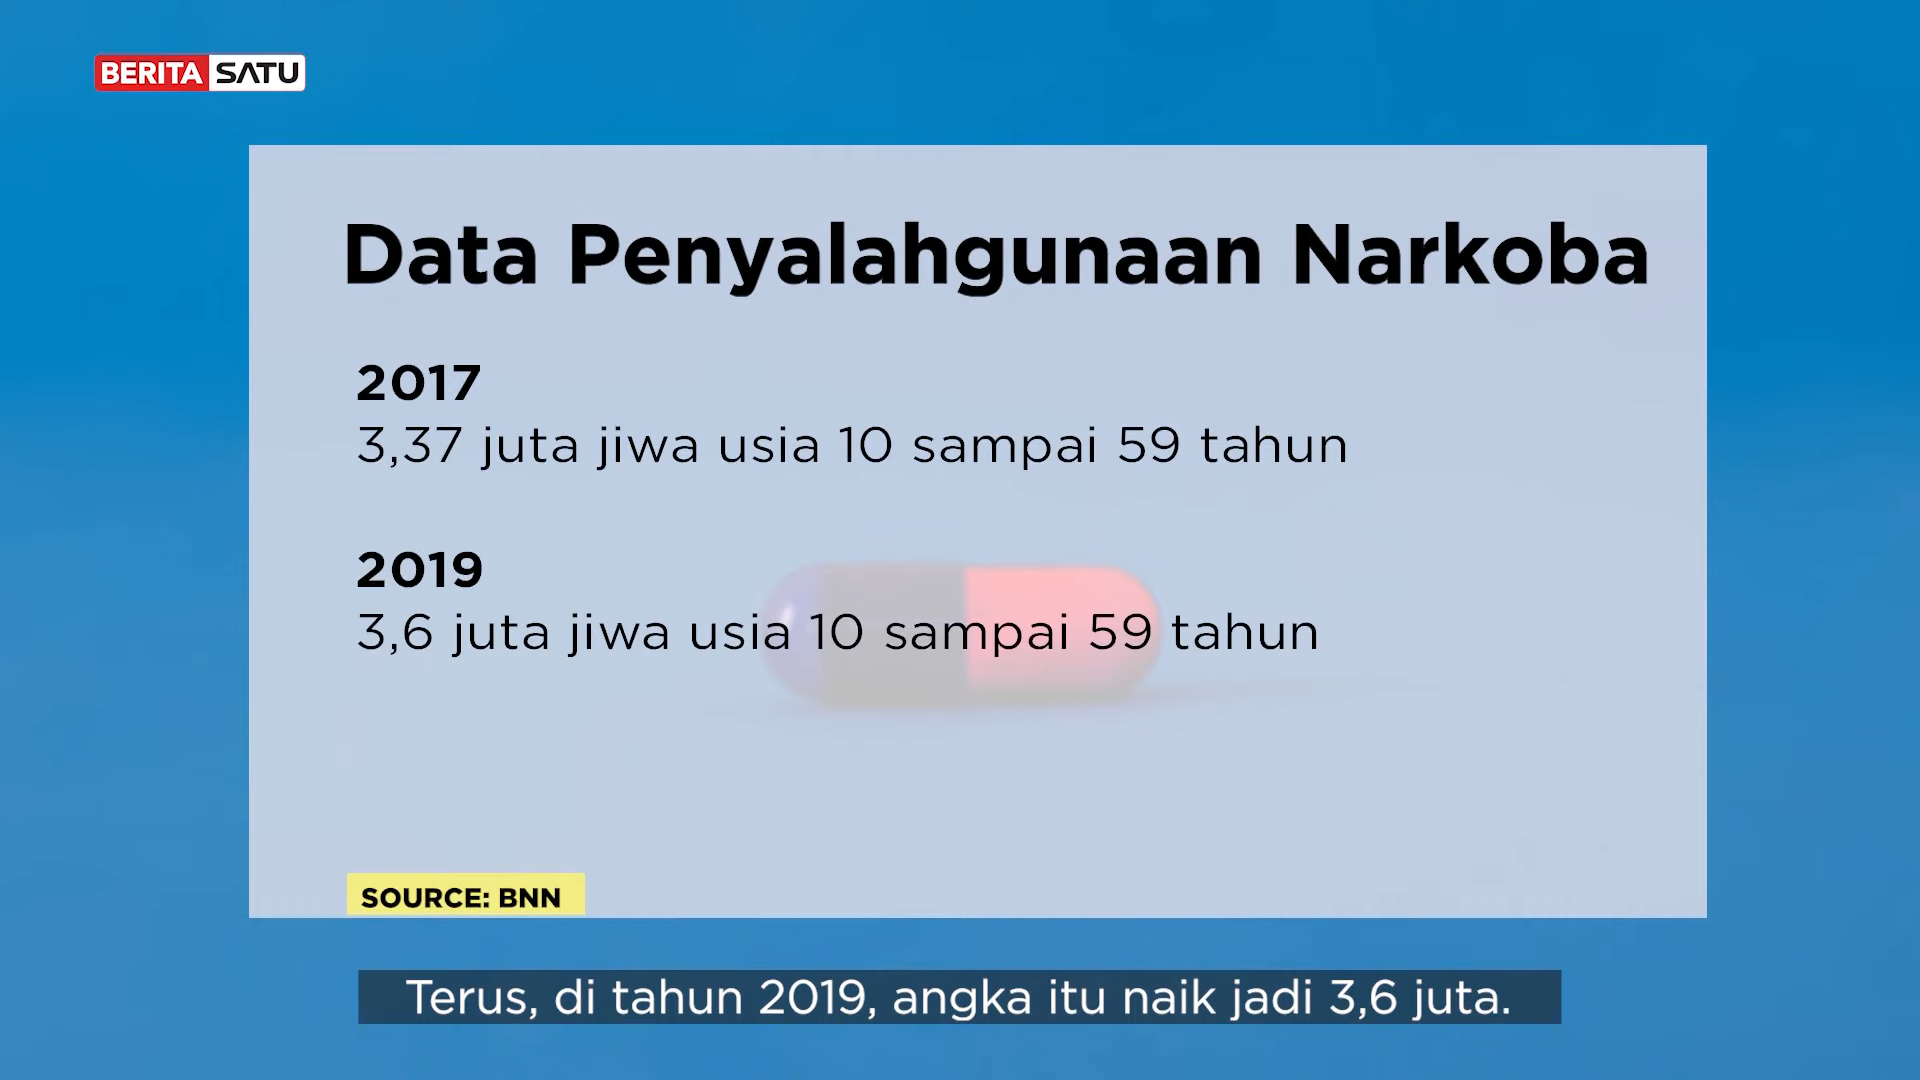 BERITA SATU
Data Penyalahgunaan Narkoba
2017
3,37 juta jiwa usia 10 sampai 59 tahun
2019
3,6 juta jiwa usia 10 sampai 59 tahun
SOURCE: BNN
Terus, di tahun 2019, angka itu naik jadi 3,6 juta.